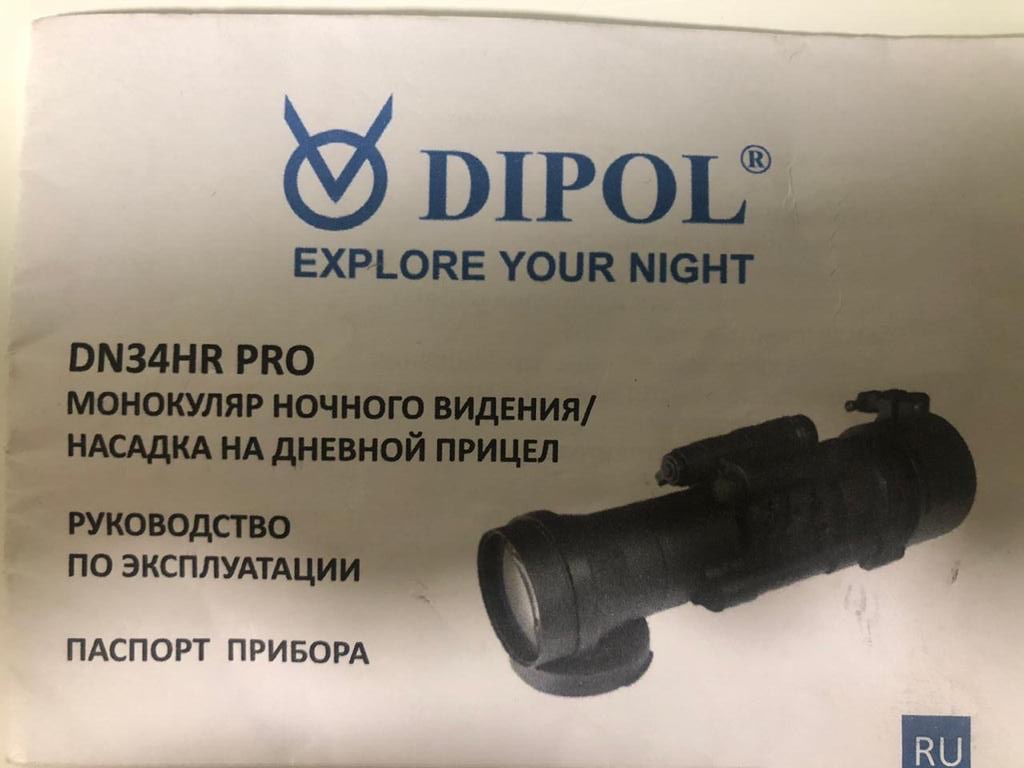 DIPOL®
EXPLORE YOUR NIGHT
DN34HR PRO
МОНОКУЛЯР НОЧНОГО ВИДЕНИЯ/
НАСАДКА НА ДНЕВНОЙ ПРИЦЕЛ
РУКОВОДСТВО
ПО ЭКСПЛУАТАЦИИ
ПАСПОРТ ПРИБОРА
RU